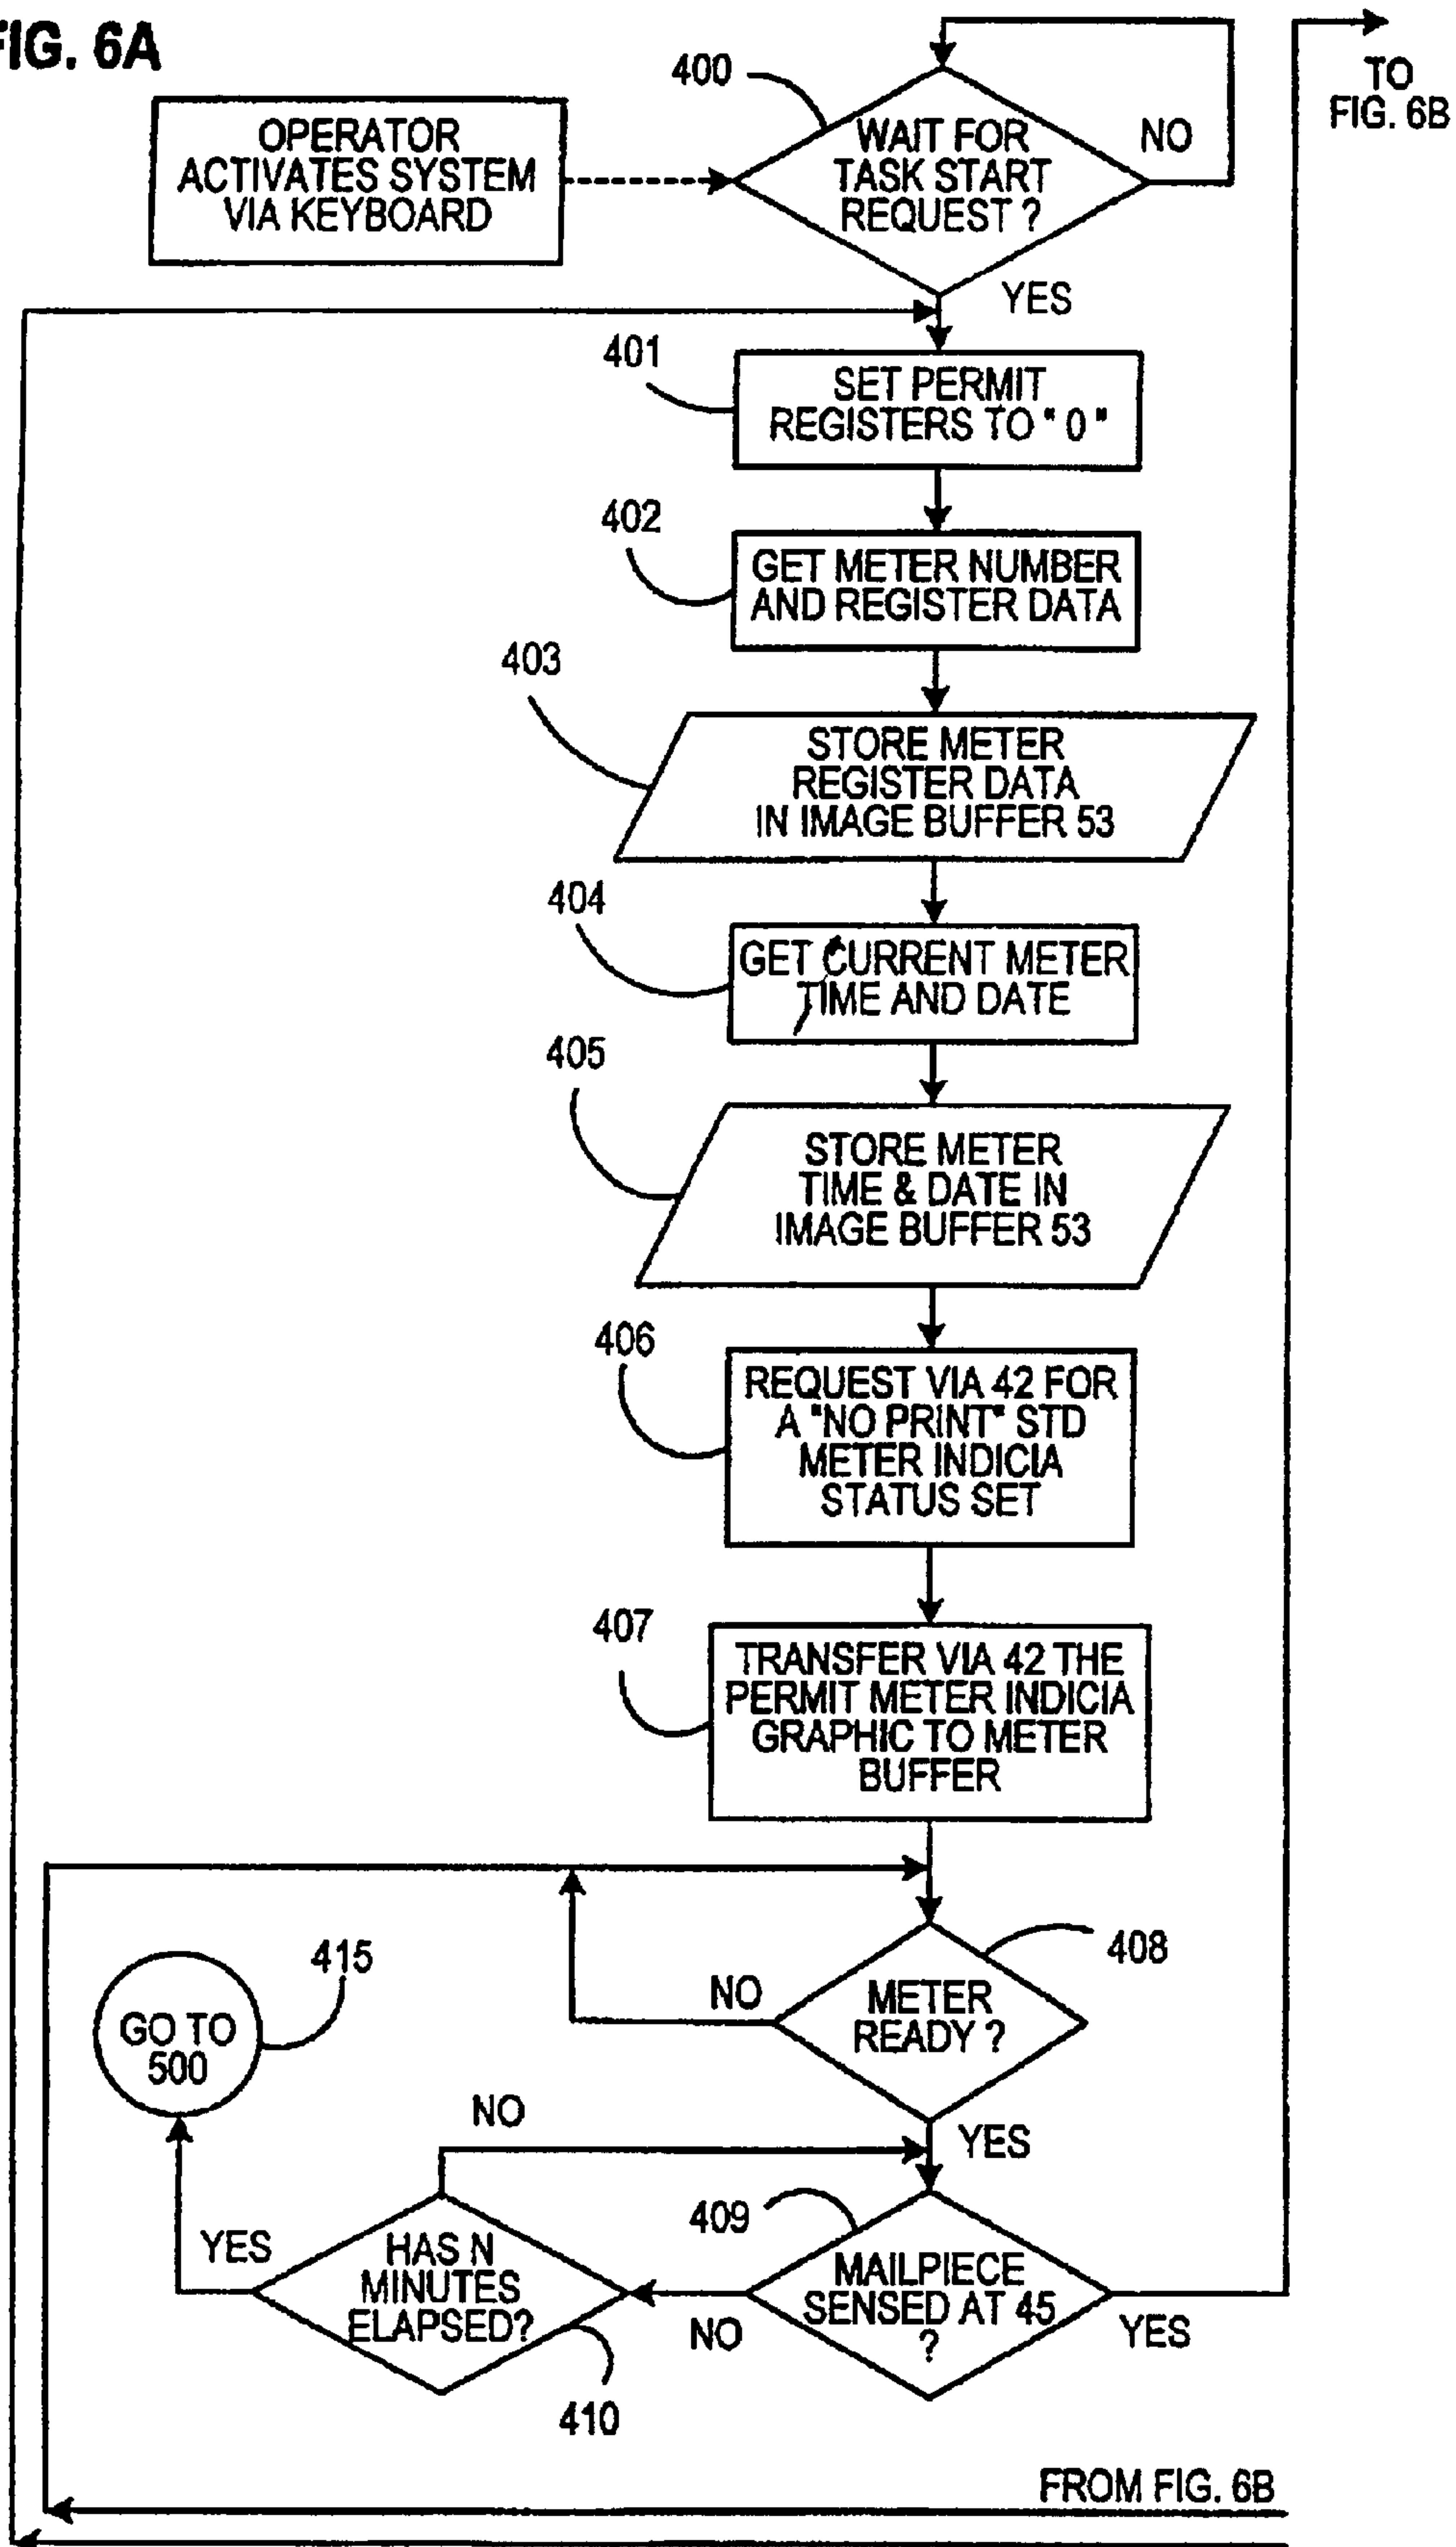 FIG. 6A
TO
FIG. 6B
400
OPERATOR
ACTIVATES SYSTEM
VIA KEYBOARD
WAIT FOR
TASK START
REQUEST ?
NO
YES
401
SET PERMIT
REGISTERS TO " 0 "
402
GET METER NUMBER
AND REGISTER DATA
403
STORE METER
REGISTER DATA
IN IMAGE BUFFER 53
404
GET CURRENT METER
TIME AND DATE
405
STORE METER
TIME & DATE IN
IMAGE BUFFER 53
406
REQUEST VIA 42 FOR
A "NO PRINT" STD
METER INDICIA
STATUS SET
407
TRANSFER VIA 42 THE
PERMIT METER INDICIA
GRAPHIC TO METER
BUFFER
408
METER
READY ?
NO
YES
415
GO TO
500
NO
YES
HAS N
MINUTES
ELAPSED?
410
409
MAILPIECE
SENSED AT 45
?
NO
YES
FROM FIG. 6B